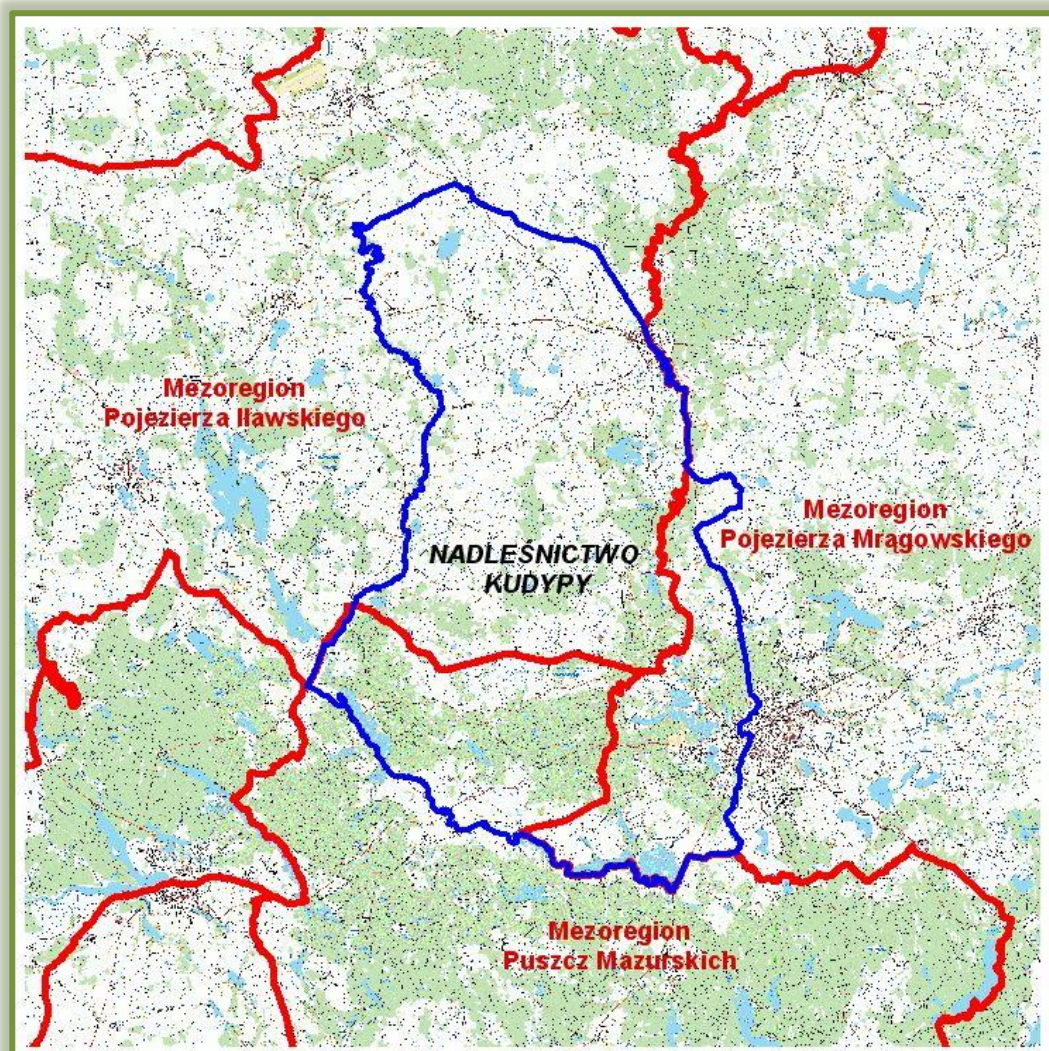 Mezoregion
Pojezierza Iławskiego
Mezoregion
Pojezierza Mrągowskiego
NADLEŚNICTWO
KUDYPY
Mezoregion
Puszcz Mazurskich